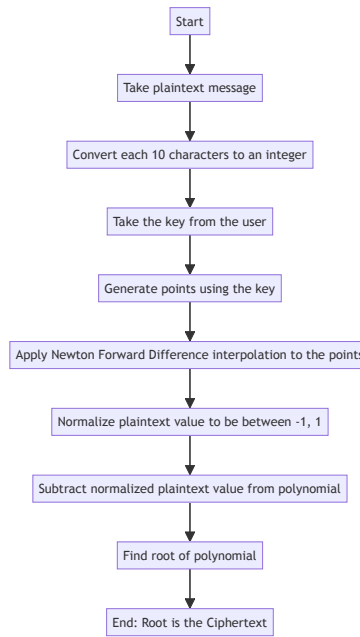 Start
Take plaintext message
Convert each 10 characters to an integer
Take the key from the user
Generate points using the key
Apply Newton Forward Difference interpolation to the points
Normalize plaintext value to be between -1, 1
Subtract normalized plaintext value from polynomial
Find root of polynomial
End: Root is the Ciphertext